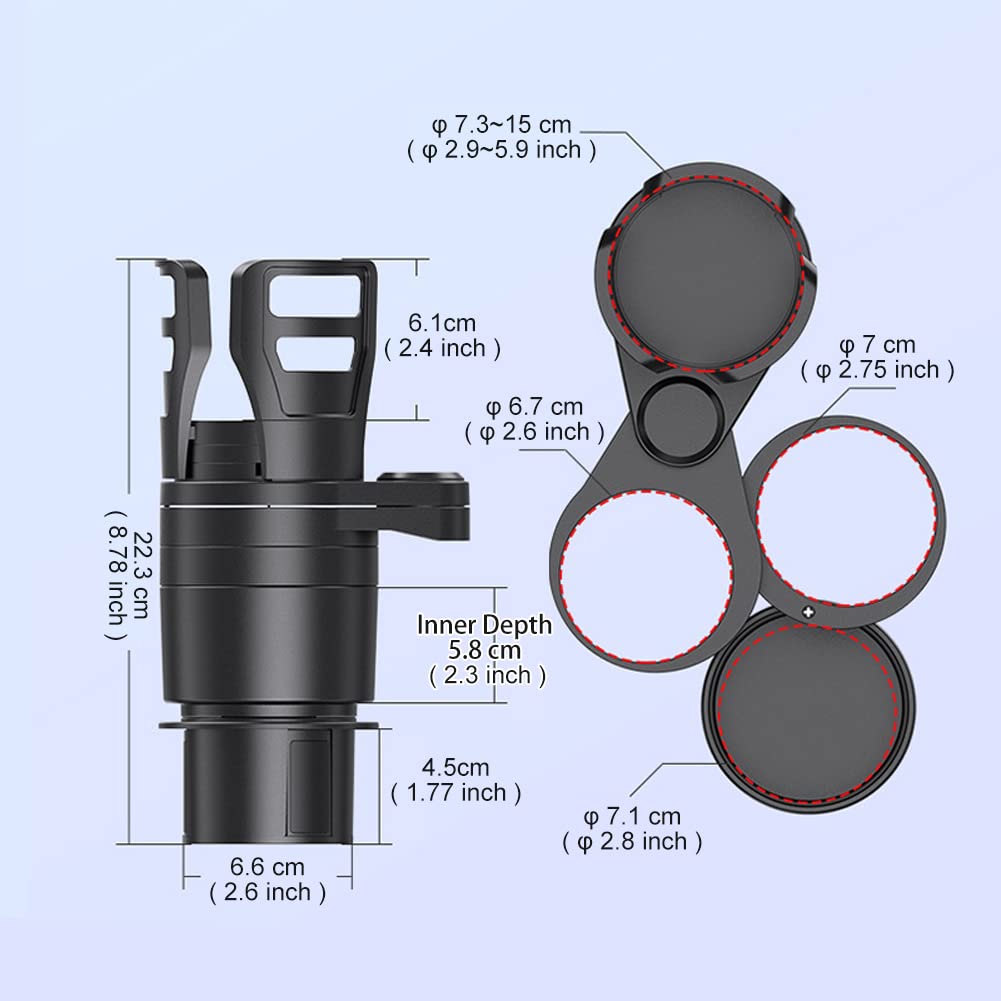 φ 7.3~15 cm
( φ 2.9~5.9 inch )
6.1cm
( 2.4 inch )
φ 7 cm
( φ 2.75 inch )
φ 6.7 cm
( φ 2.6 inch )
22.3 cm
( 8.78 inch )
Inner Depth
5.8 cm
( 2.3 inch )
4.5cm
( 1.77 inch )
φ 7.1 cm
( φ 2.8 inch )
6.6 cm
( 2.6 inch )